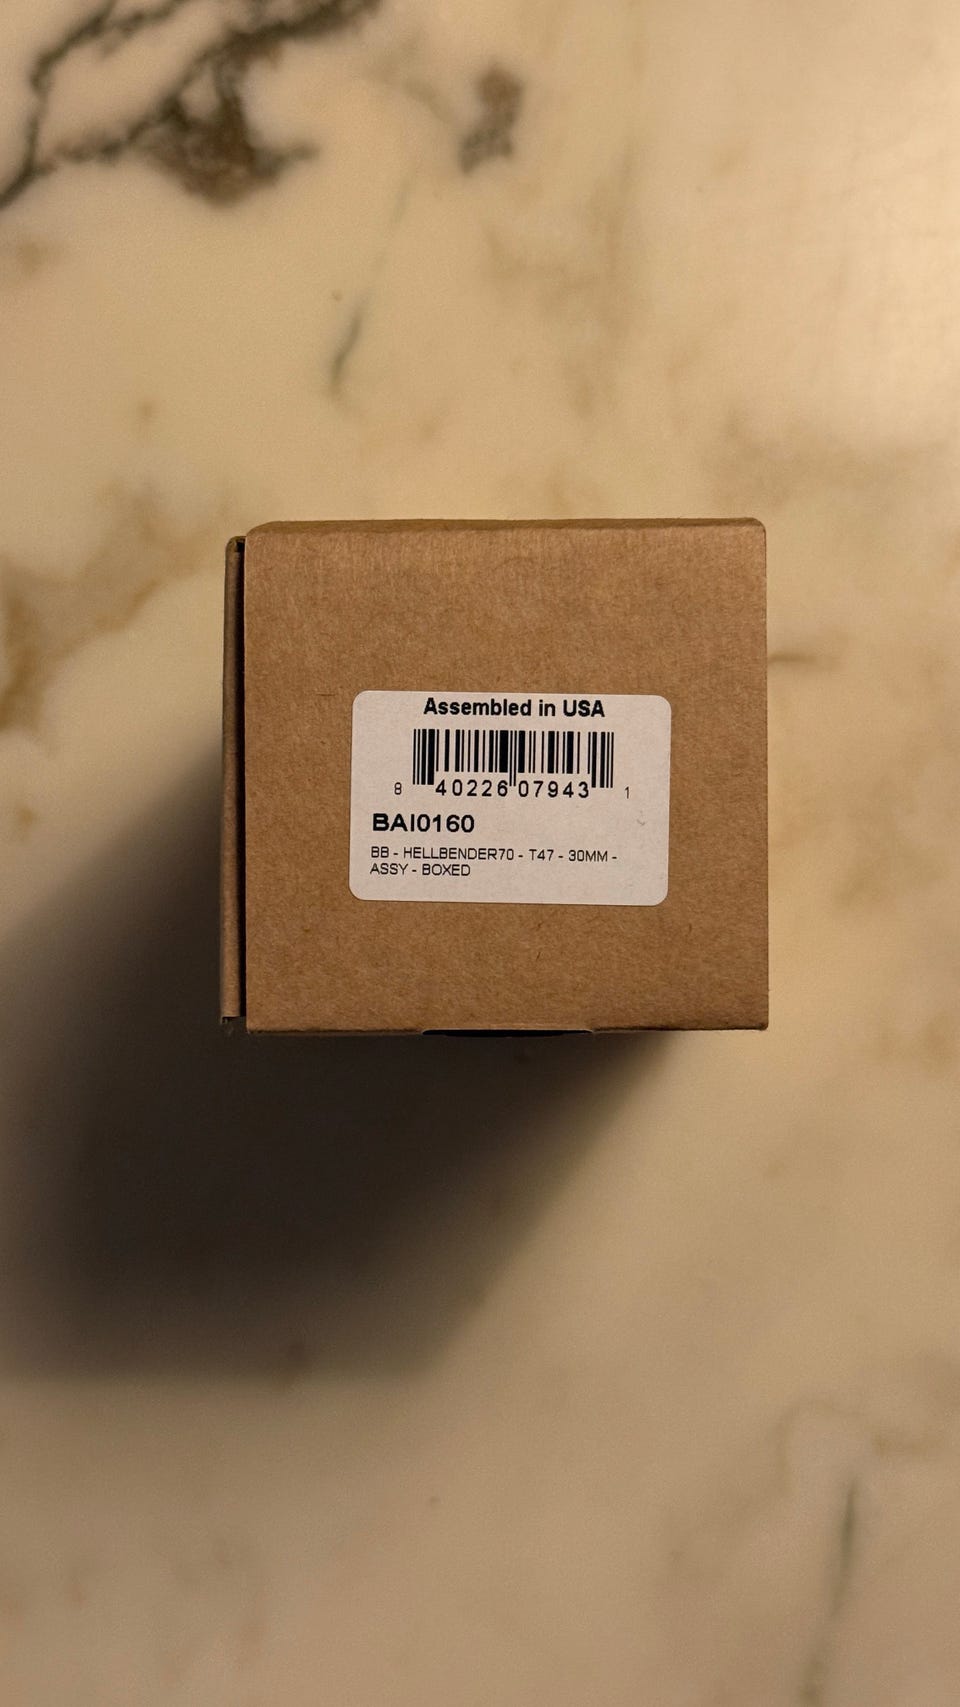 Assembled in USA
8 40226 07943 1
BAI0160
BB - HELLBENDER70 - T47 - 30MM -
ASSY - BOXED